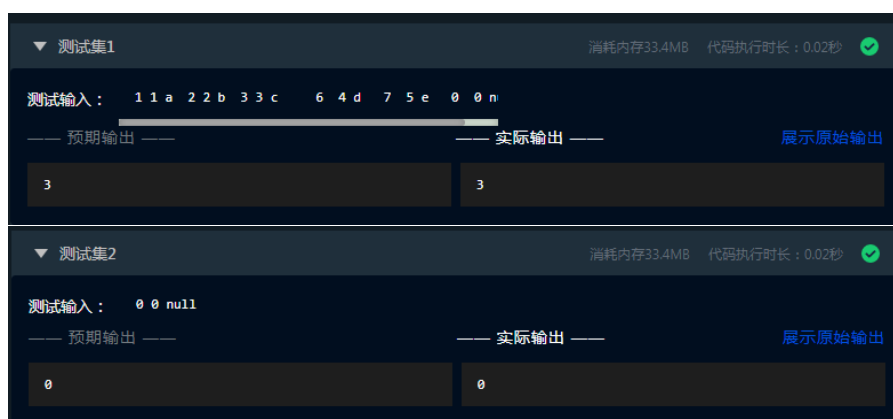 ▼ 测试集1 消耗内存33.4MB 代码执行时长：0.02秒
测试输入： 1 1 a 2 2 b 3 3 c 6 4 d 7 5 e 0 0 n
—— 预期输出 —— —— 实际输出 —— 展示原始输出
3 3
▼ 测试集2 消耗内存33.4MB 代码执行时长：0.02秒
测试输入： 0 0 null
—— 预期输出 —— —— 实际输出 —— 展示原始输出
0 0